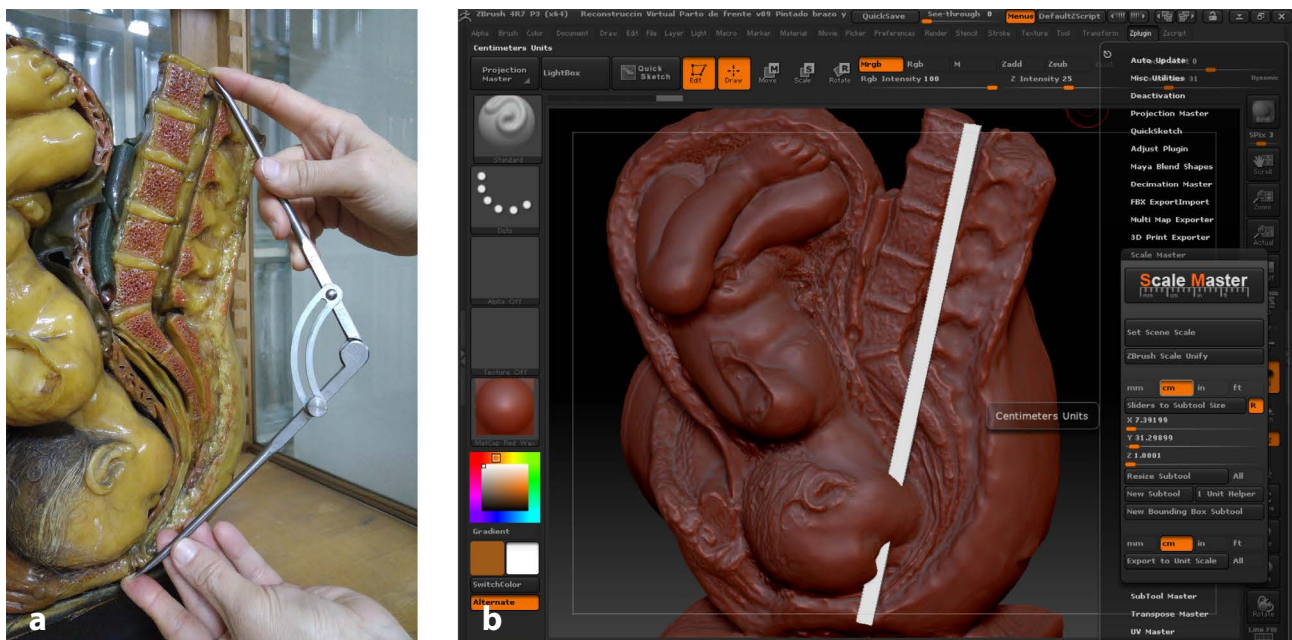 ZBrush 4R7 P3 (x64) Reconstruccin Virtual Parto de frente v09 Pintado brazo y QuickSave See-through 0 Menus DefaultZScript
Alpha Brush Color Document Draw Edit File Layer Light Macro Marker Material Movie Picker Preferences Render Stencil Stroke Texture Tool Transform Zplugin Zscript
Centimeters Units
Projection Master
LightBox
Quick Sketch
Edit
Draw
Move
Scale
Rotate
Mrgb Rgb M Zadd Zsub
Rgb Intensity 100 Z Intensity 25
Standard
Dots
Alpha Off
Texture Off
MatCap Red Wax
Gradient
SwitchColor
Alternate
Centimeters Units
Auto Update
Misc Utilities
Dynamic
Deactivation
Projection Master
QuickSketch
Adjust Plugin
Maya Blend Shapes
Decimation Master
FBX ExportImport
Multi Map Exporter
3D Print Exporter
Scale Master
Scale Master
mm cm in ft
Set Scene Scale
ZBrush Scale Unify
mm cm in ft
Sliders to Subtool Size R
X 7.39199
Y 31.29899
Z 1.0001
Resize Subtool All
New Subtool 1 Unit Helper
New Bounding Box Subtool
mm cm in ft
Export to Unit Scale All
SubTool Master
Transpose Master
UV Master
SPix 3
Scroll
Zoom
Actual
Rotate
Line Fill
a
b